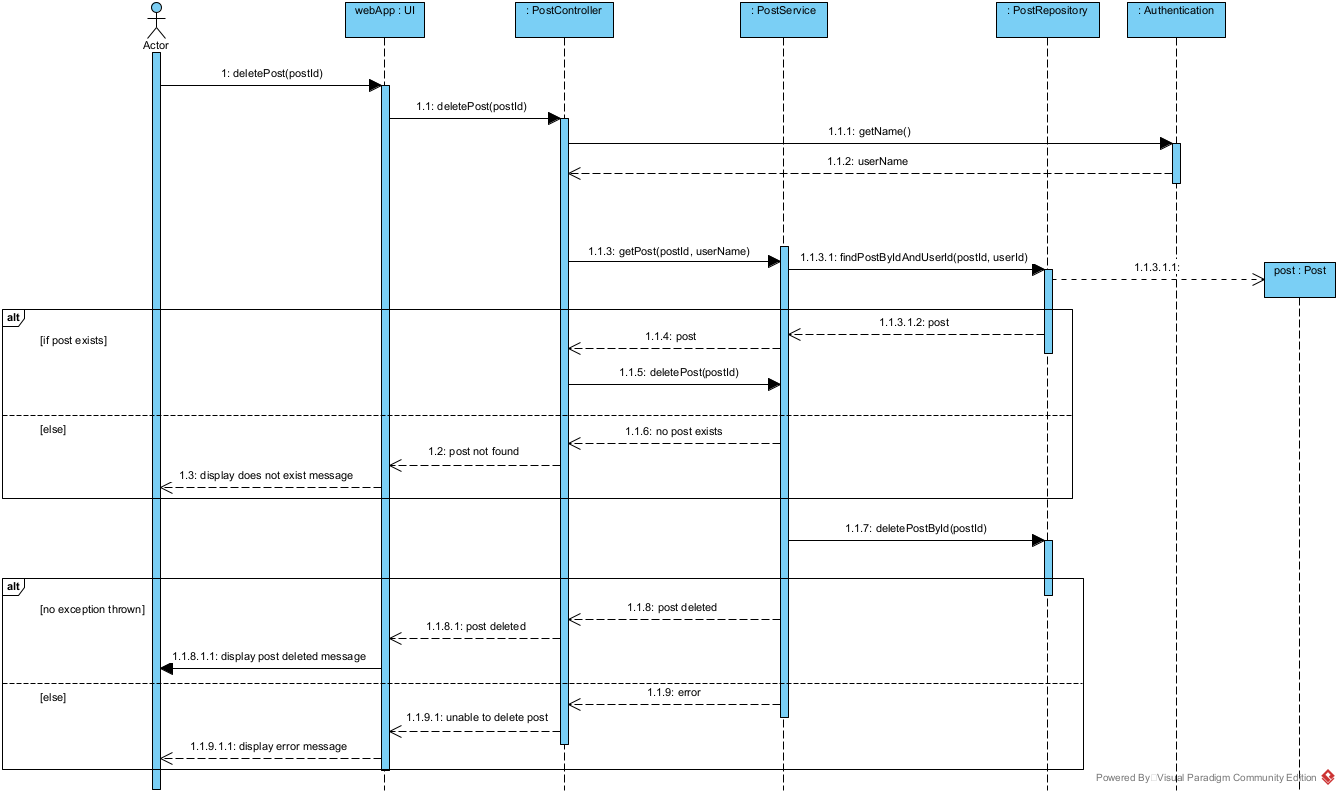 webApp : UI
: PostController
: PostService
: PostRepository
: Authentication
Actor
1: deletePost(postId)
1.1: deletePost(postId)
1.1.1: getName()
1.1.2: userName
1.1.3: getPost(postId, userName)
1.1.3.1: findPostByIdAndUserId(postId, userId)
1.1.3.1.1:
post : Post
alt
[if post exists]
1.1.3.1.2: post
1.1.4: post
1.1.5: deletePost(postId)
[else]
1.1.6: no post exists
1.2: post not found
1.3: display does not exist message
1.1.7: deletePostById(postId)
alt
[no exception thrown]
1.1.8: post deleted
1.1.8.1: post deleted
1.1.8.1.1: display post deleted message
[else]
1.1.9: error
1.1.9.1: unable to delete post
1.1.9.1.1: display error message
Powered By Visual Paradigm Community Edition